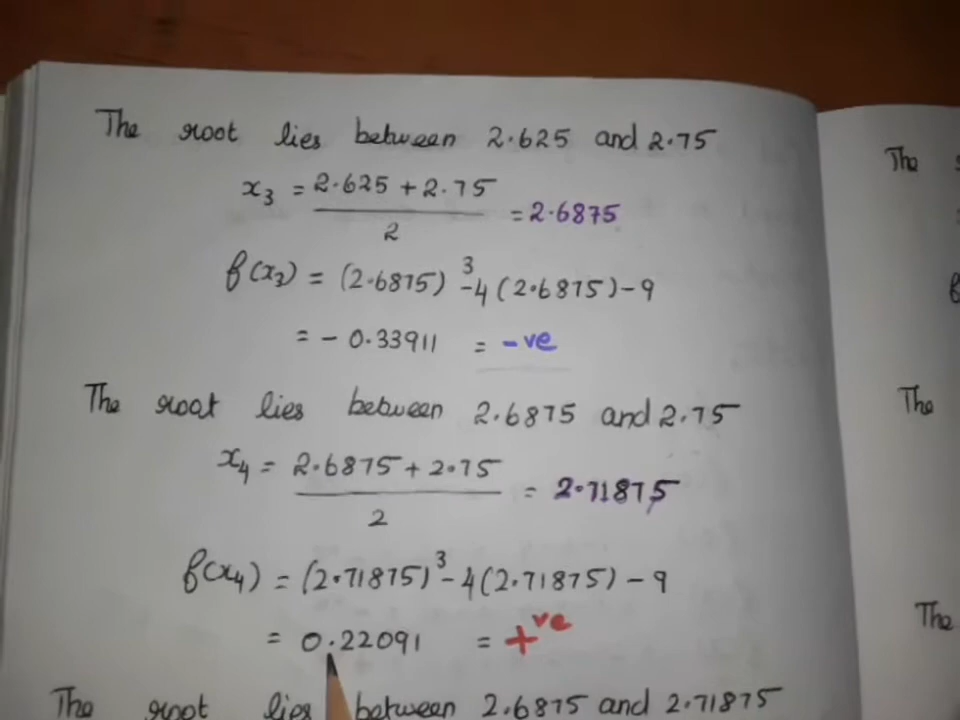 The root lies between 2.625 and 2.75
x₃ = (2.625 + 2.75)/2 = 2.6875
f(x₃) = (2.6875)³ -4(2.6875)-9
= - 0.33911 = -ve
The root lies between 2.6875 and 2.75
x₄ = (2.6875 + 2.75)/2 = 2.71875
f(x₄) = (2.71875)³- 4(2.71875) - 9
= 0.22091 = +ve
The root lies between 2.6875 and 2.71875
The
The
The